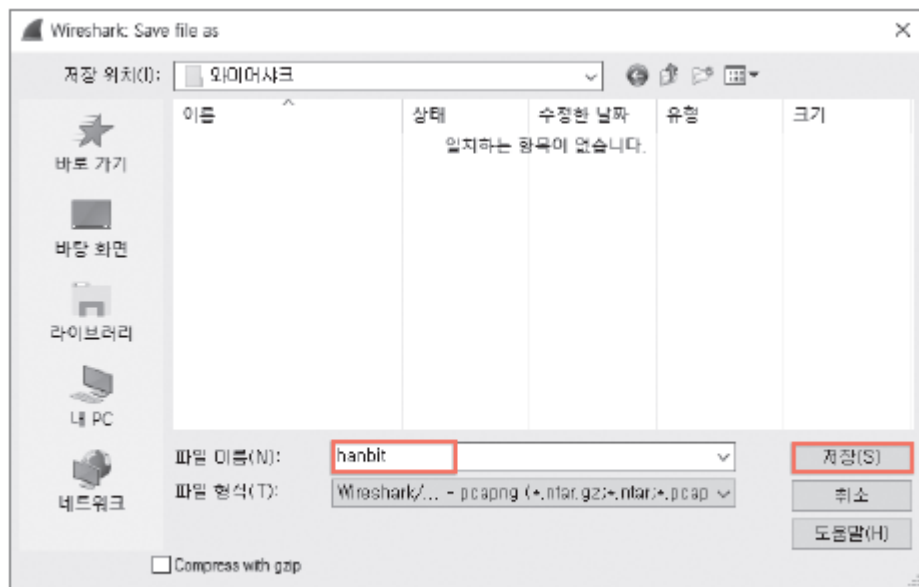 Wireshark: Save file as
저장 위치(I): 와이어샤크
이름 상태 수정한 날짜 유형 크기
일치하는 항목이 없습니다.
바로 가기
바탕 화면
라이브러리
내 PC
네트워크
파일 이름(N): hanbit 저장(S)
파일 형식(T): Wireshark/... - pcapng (*.ntar.gz;*.ntar;*.pcap 취소
도움말(H)
Compress with gzip